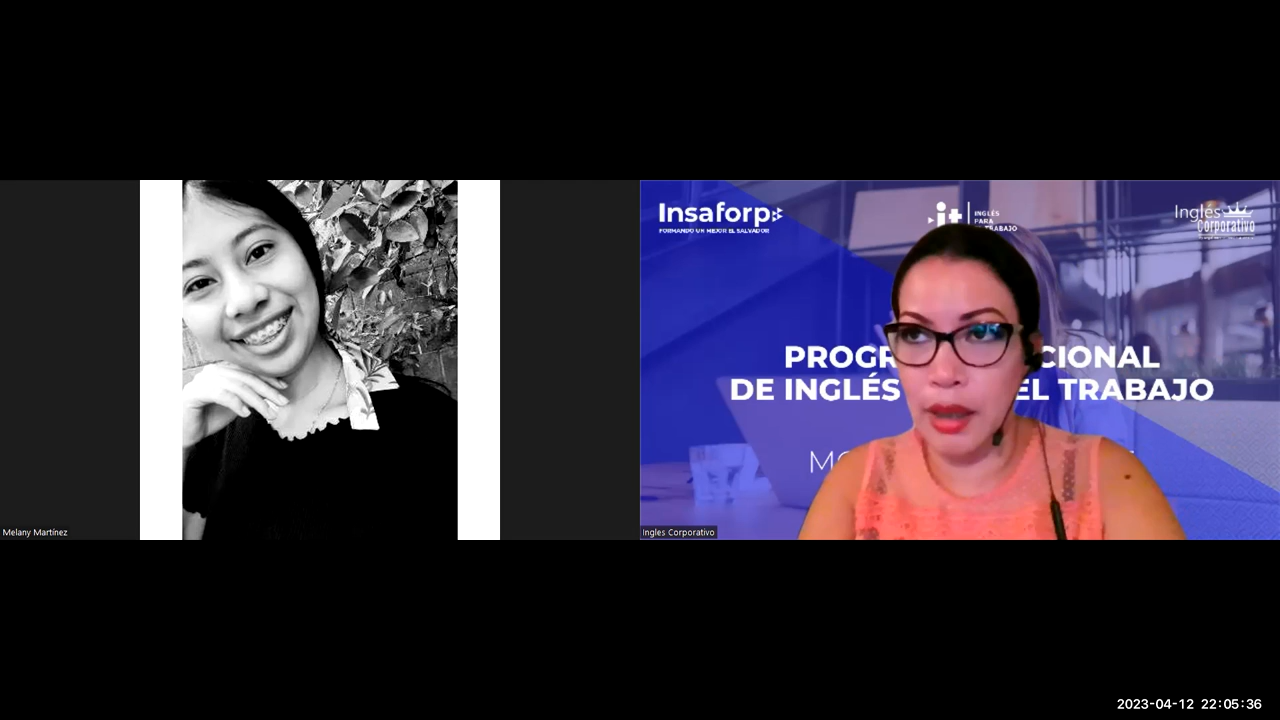 Insaforp
FORMANDO UN MEJOR EL SALVADOR
i+
INGLÉS
PARA
TRABAJO
Inglés
Corporativo
PROGR CIONAL
DE INGLÉS EL TRABAJO
Melany Martínez
Ingles Corporativo
2023-04-12 22:05:36